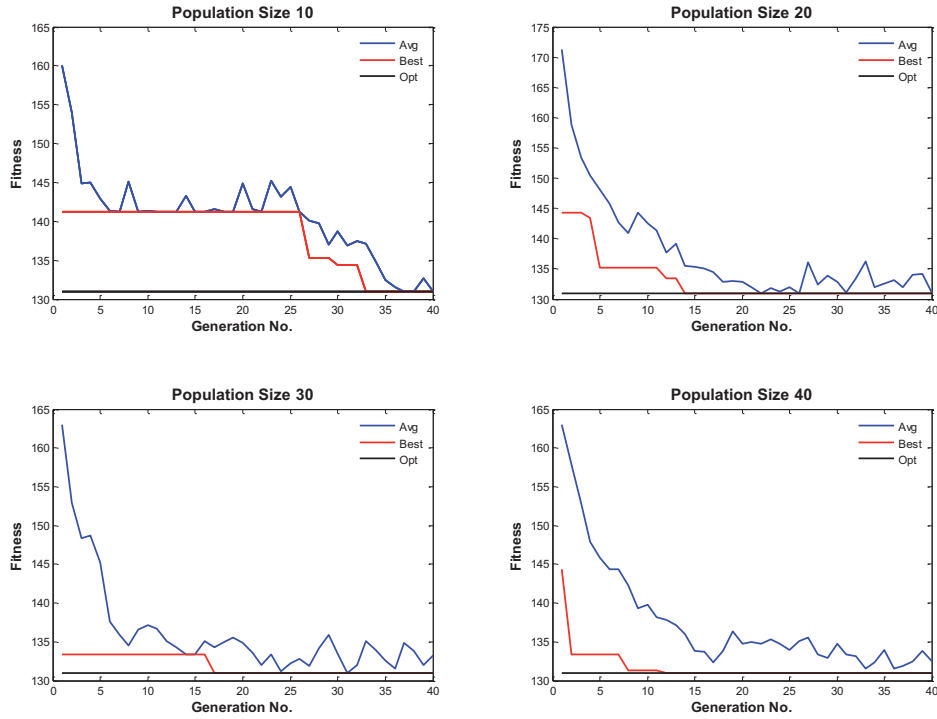 Population Size 10
165
160
155
150
145
140
135
130
Fitness
0 5 10 15 20 25 30 35 40
Generation No.
Avg
Best
Opt
Population Size 20
175
170
165
160
155
150
145
140
135
130
Fitness
0 5 10 15 20 25 30 35 40
Generation No.
Avg
Best
Opt
Population Size 30
165
160
155
150
145
140
135
130
Fitness
0 5 10 15 20 25 30 35 40
Generation No.
Avg
Best
Opt
Population Size 40
165
160
155
150
145
140
135
130
Fitness
0 5 10 15 20 25 30 35 40
Generation No.
Avg
Best
Opt